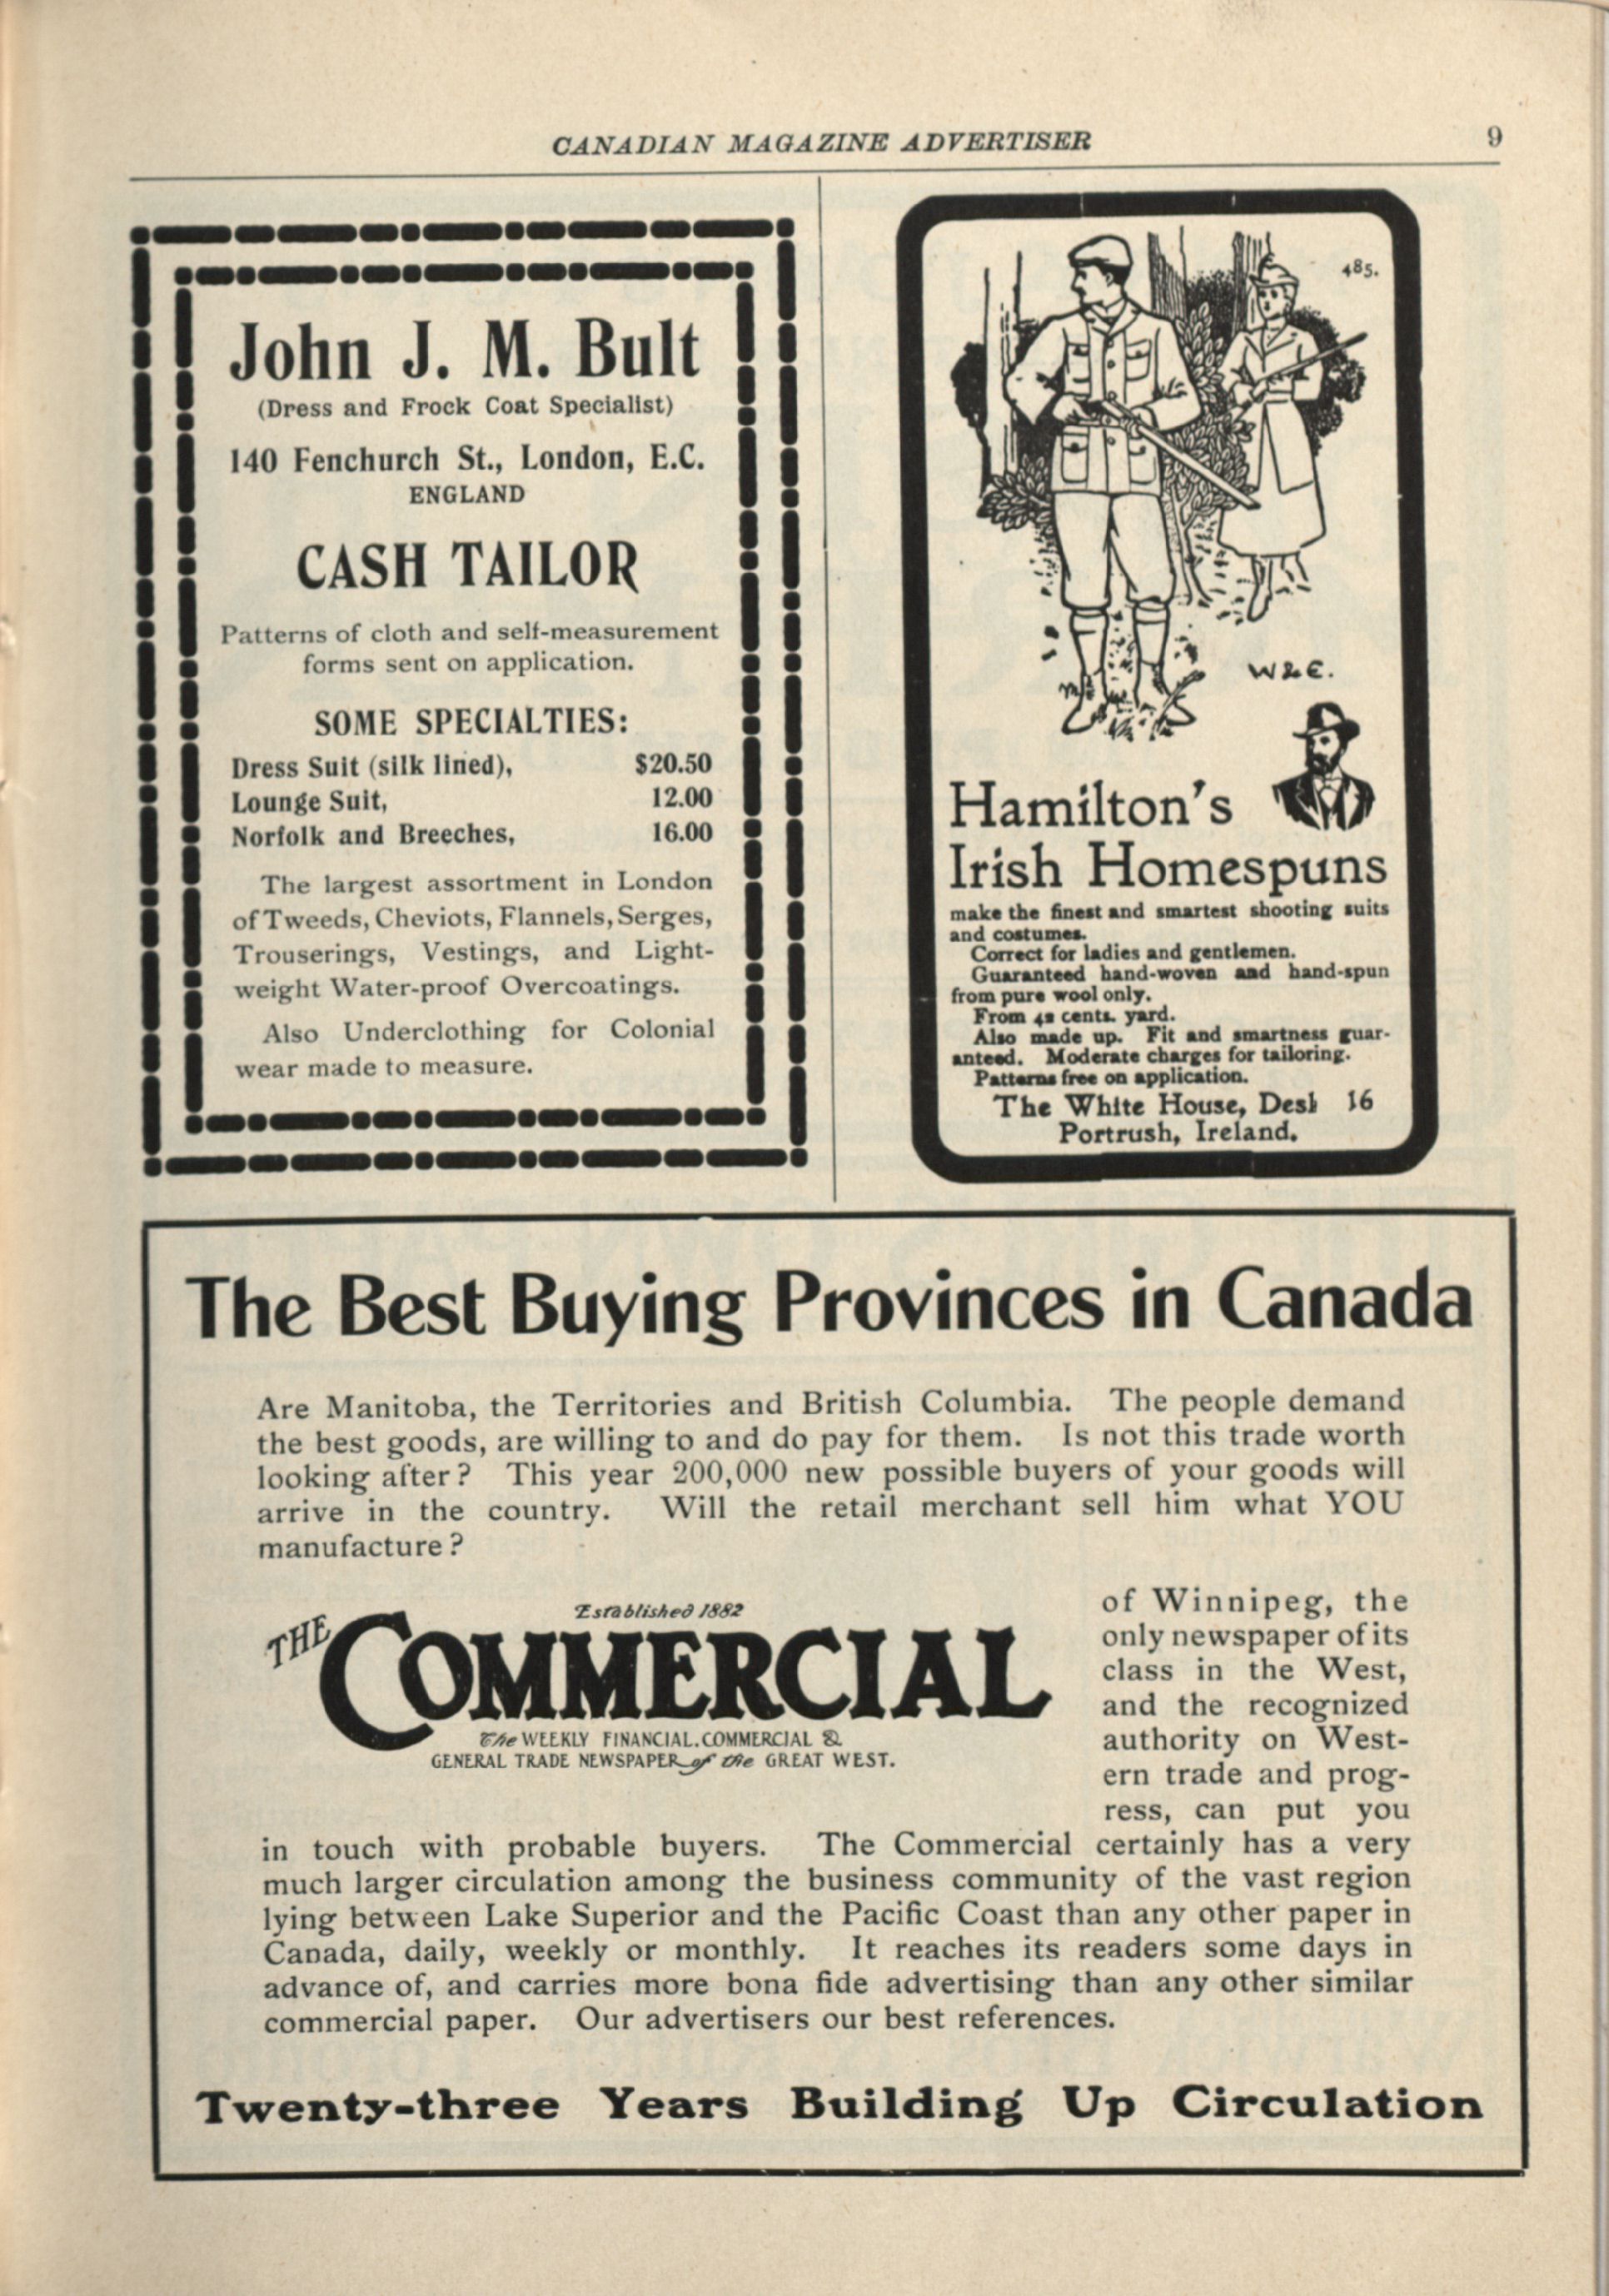 CANADIAN MAGAZINE ADVERTISER 9
John J. M. Bult
(Dress and Frock Coat Specialist)
140 Fenchurch St., London, E.C.
ENGLAND
CASH TAILOR
Patterns of cloth and self-measurement
forms sent on application.
SOME SPECIALTIES:
Dress Suit (silk lined), $20.50
Lounge Suit, 12.00
Norfolk and Breeches, 16.00
The largest assortment in London
of Tweeds, Cheviots, Flannels, Serges,
Trouserings, Vestings, and Light-
weight Water-proof Overcoatings.
Also Underclothing for Colonial
wear made to measure.
485.
W & E.
Hamilton's
Irish Homespuns
make the finest and smartest shooting suits
and costumes.
Correct for ladies and gentlemen.
Guaranteed hand-woven and hand-spun
from pure wool only.
From cents. yard.
Also made up. Fit and smartness guar-
anteed. Moderate charges for tailoring.
Patterns free on application.
The White House, Desk 16
Portrush, Ireland.
The Best Buying Provinces in Canada
Are Manitoba, the Territories and British Columbia. The people demand
the best goods, are willing to and do pay for them. Is not this trade worth
looking after? This year 200,000 new possible buyers of your goods will
arrive in the country. Will the retail merchant sell him what YOU
manufacture?
Established 1882
THE COMMERCIAL
The WEEKLY FINANCIAL, COMMERCIAL &
GENERAL TRADE NEWSPAPER of the GREAT WEST.
of Winnipeg, the
only newspaper of its
class in the West,
and the recognized
authority on West-
ern trade and prog-
ress, can put you
in touch with probable buyers. The Commercial certainly has a very
much larger circulation among the business community of the vast region
lying between Lake Superior and the Pacific Coast than any other paper in
Canada, daily, weekly or monthly. It reaches its readers some days in
advance of, and carries more bona fide advertising than any other similar
commercial paper. Our advertisers our best references.
Twenty-three Years Building Up Circulation